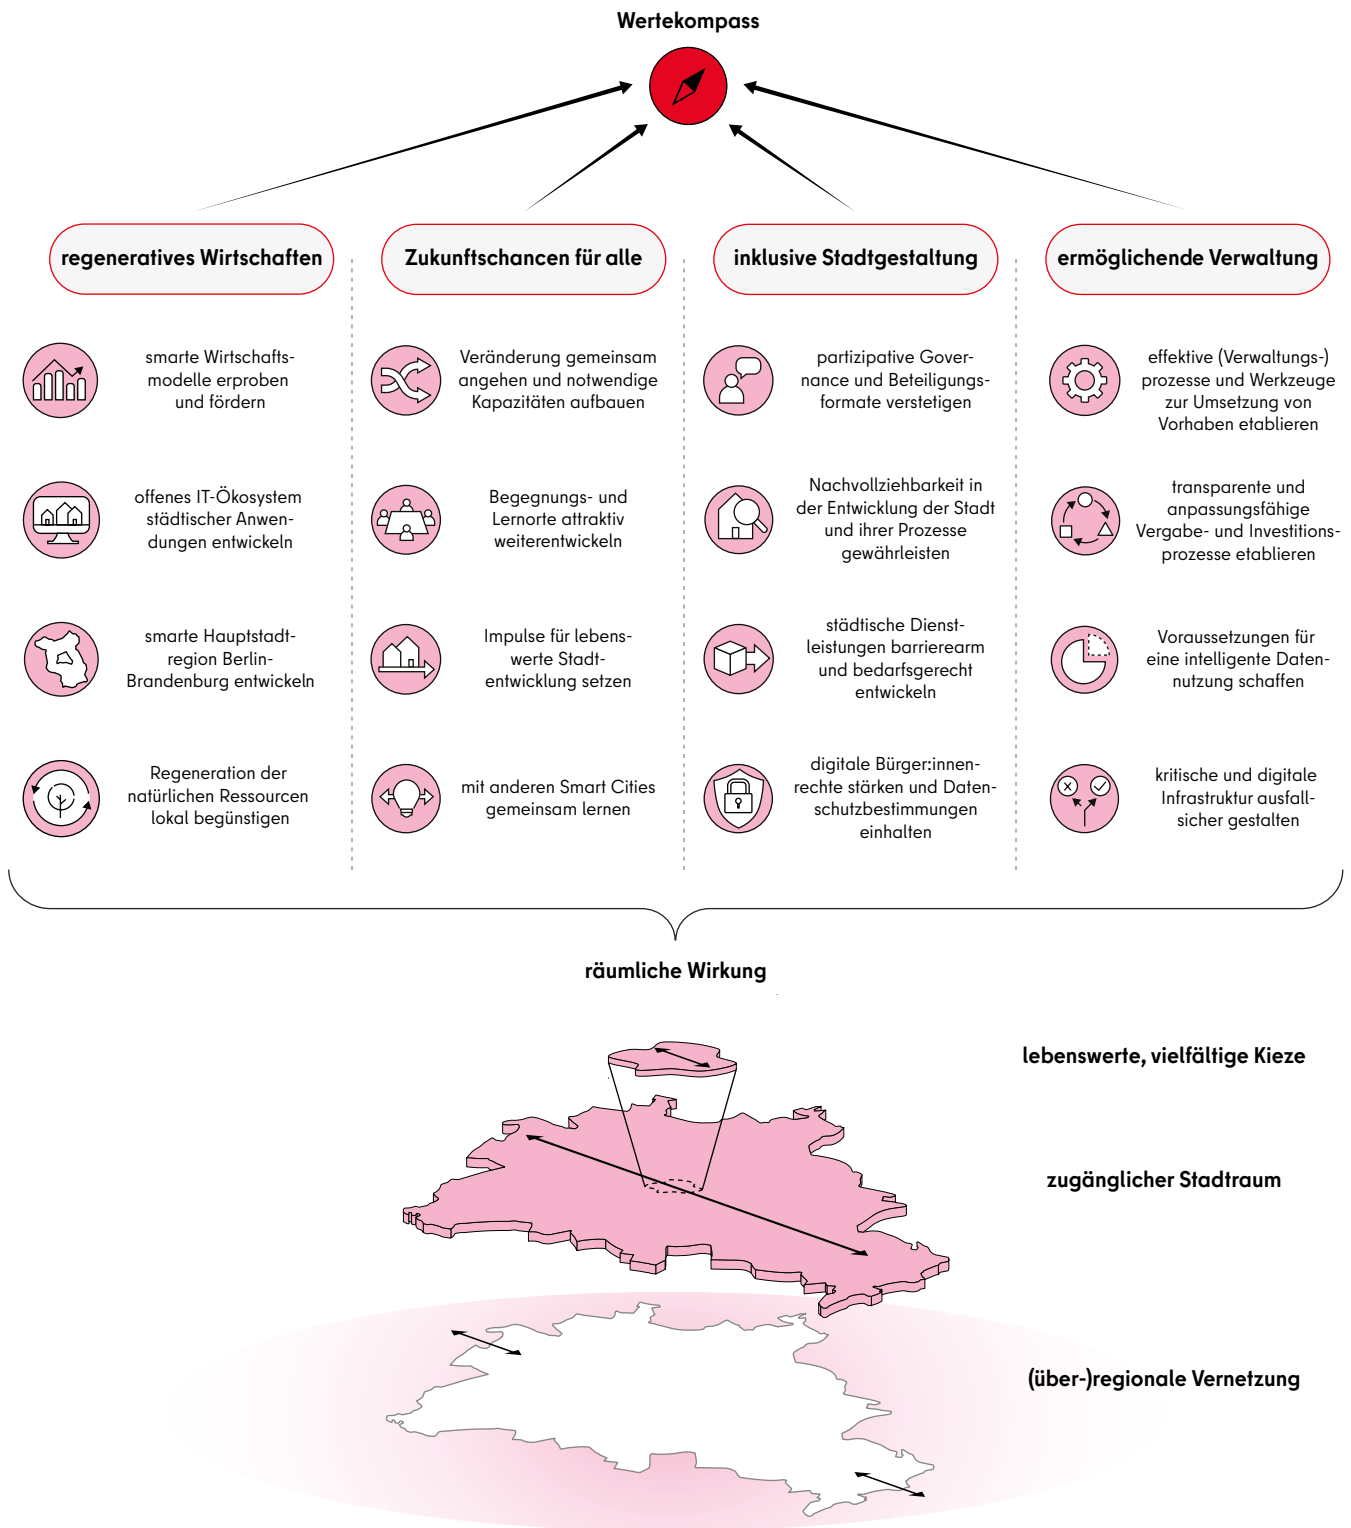 Wertekompass
regeneratives Wirtschaften
smarte Wirtschafts-
modelle erproben
und fördern
offenes IT-Ökosystem
städtischer Anwen-
dungen entwickeln
smarte Hauptstadt-
region Berlin-
Brandenburg entwickeln
Regeneration der
natürlichen Ressourcen
lokal begünstigen
Zukunftschancen für alle
Veränderung gemeinsam
angehen und notwendige
Kapazitäten aufbauen
Begegnungs- und
Lernorte attraktiv
weiterentwickeln
Impulse für lebens-
werte Stadt-
entwicklung setzen
mit anderen Smart Cities
gemeinsam lernen
inklusive Stadtgestaltung
partizipative Gover-
nance und Beteiligungs-
formate verstetigen
Nachvollziehbarkeit in
der Entwicklung der Stadt
und ihrer Prozesse
gewährleisten
städtische Dienst-
leistungen barrierearm
und bedarfsgerecht
entwickeln
digitale Bürger:innen-
rechte stärken und Daten-
schutzbestimmungen
einhalten
ermöglichende Verwaltung
effektive (Verwaltungs-)
prozesse und Werkzeuge
zur Umsetzung von
Vorhaben etablieren
transparente und
anpassungsfähige
Vergabe- und Investitions-
prozesse etablieren
Voraussetzungen für
eine intelligente Daten-
nutzung schaffen
kritische und digitale
Infrastruktur ausfall-
sicher gestalten
räumliche Wirkung
lebenswerte, vielfältige Kieze
zugänglicher Stadtraum
(über-)regionale Vernetzung